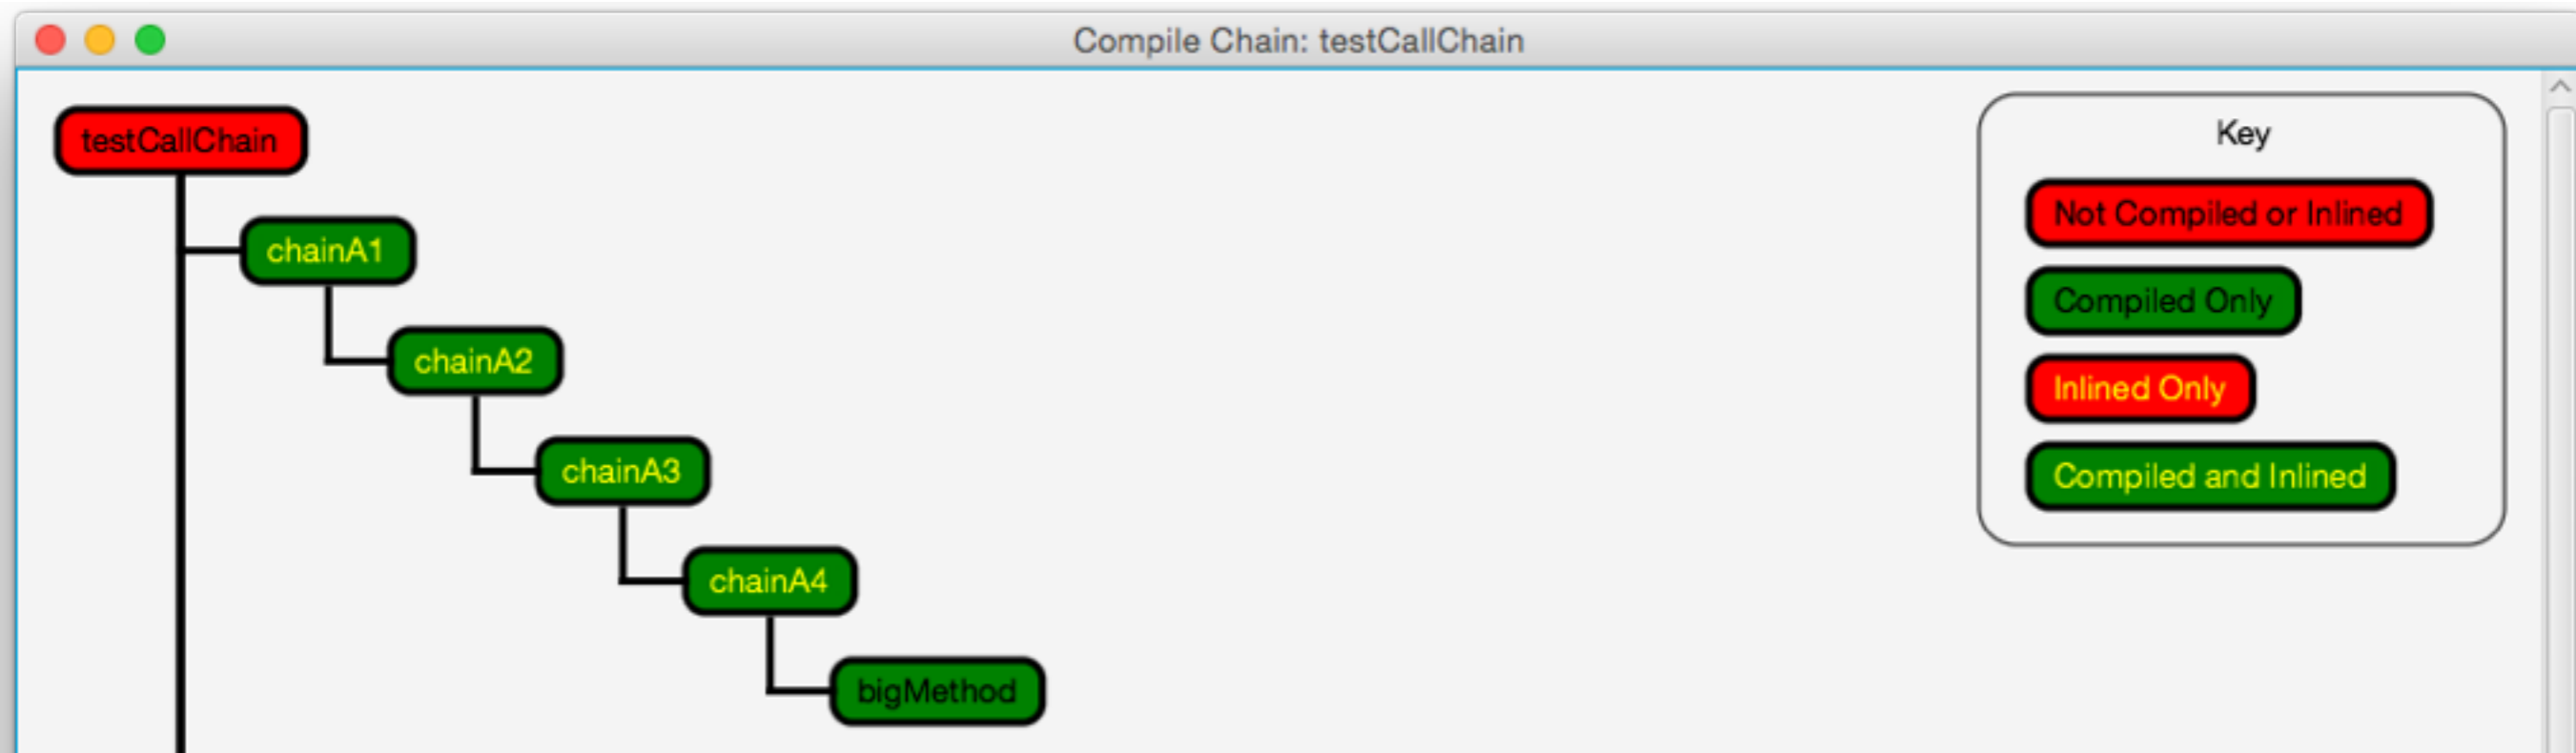 Compile Chain: testCallChain
testCallChain
chainA1
chainA2
chainA3
chainA4
bigMethod
Key
Not Compiled or Inlined
Compiled Only
Inlined Only
Compiled and Inlined